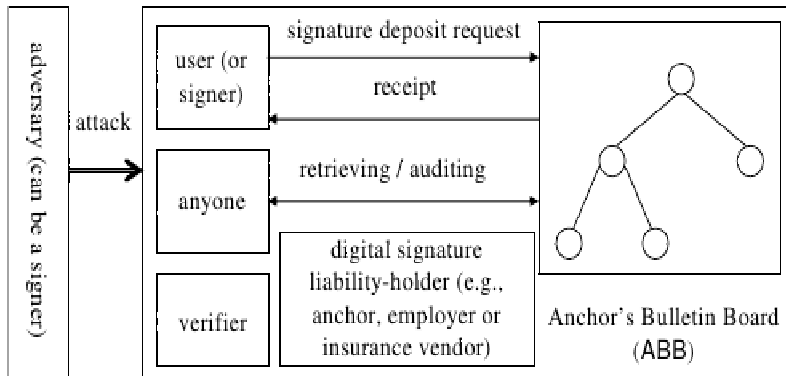 adversary (can be a signer)
attack
user (or
signer)
signature deposit request
receipt
anyone
retrieving / auditing
verifier
digital signature
liability-holder (e.g.,
anchor, employer or
insurance vendor)
Anchor's Bulletin Board
(ABB)